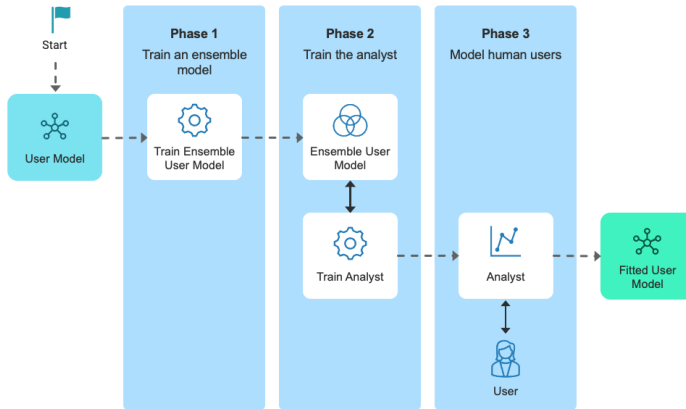 Start
User Model
Phase 1
Train an ensemble
model
Train Ensemble
User Model
Phase 2
Train the analyst
Ensemble User
Model
Train Analyst
Phase 3
Model human users
Analyst
User
Fitted User
Model